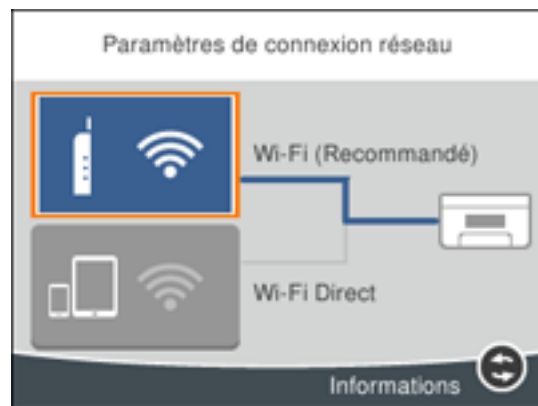 Paramètres de connexion réseau
Wi-Fi (Recommandé)
Wi-Fi Direct
Informations